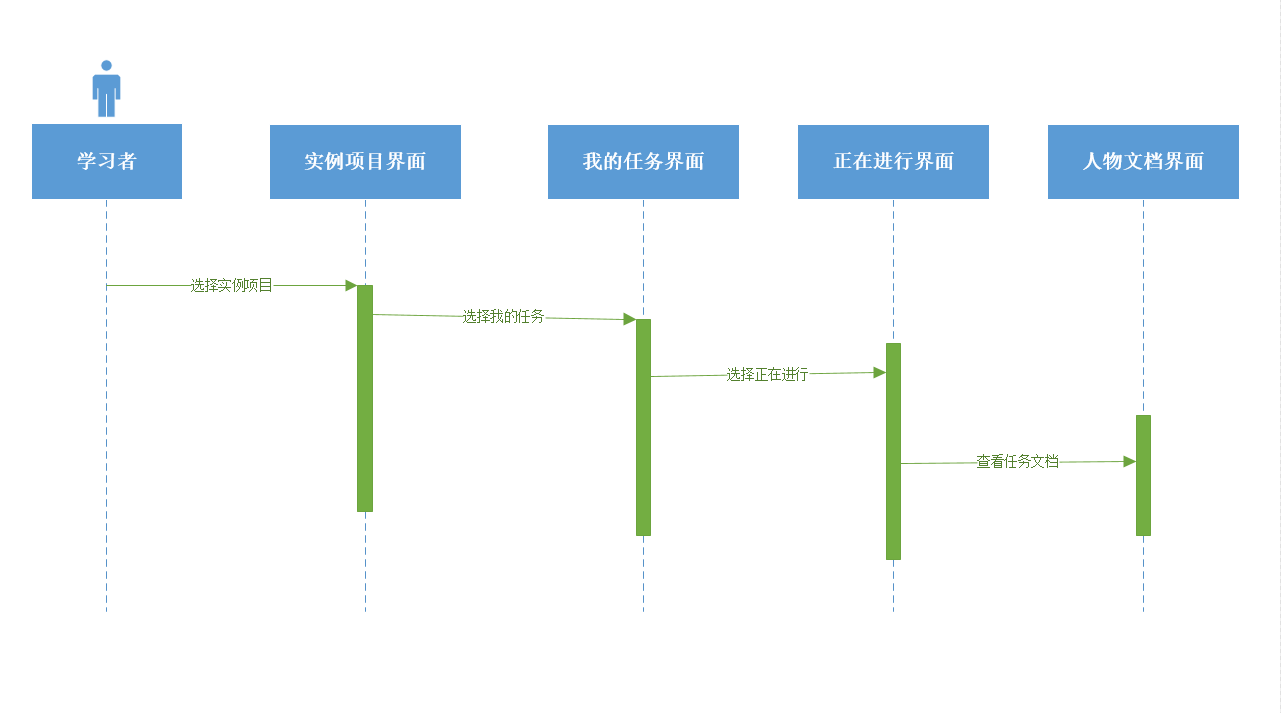 学习者
实例项目界面
我的任务界面
正在进行界面
人物文档界面
选择实例项目
选择我的任务
选择正在进行
查看任务文档